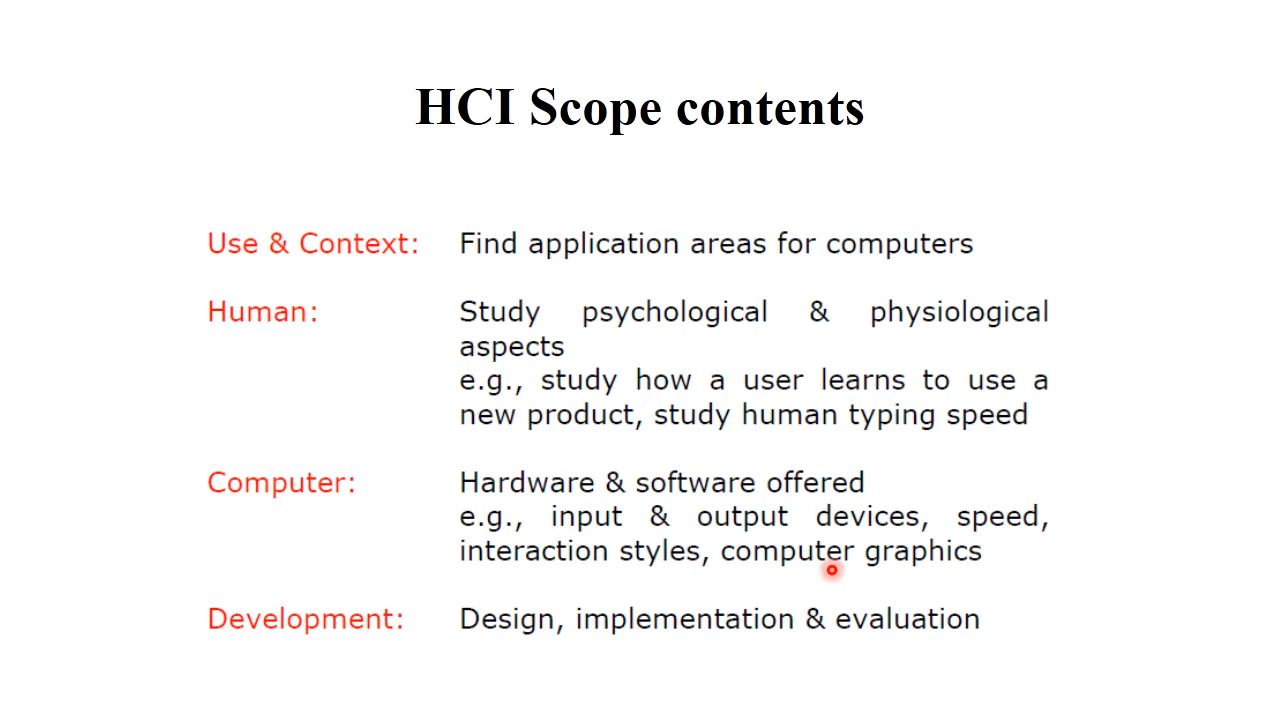 HCI Scope contents
Use & Context: Find application areas for computers
Human: Study psychological & physiological
aspects
e.g., study how a user learns to use a
new product, study human typing speed
Computer: Hardware & software offered
e.g., input & output devices, speed,
interaction styles, computer graphics
Development: Design, implementation & evaluation